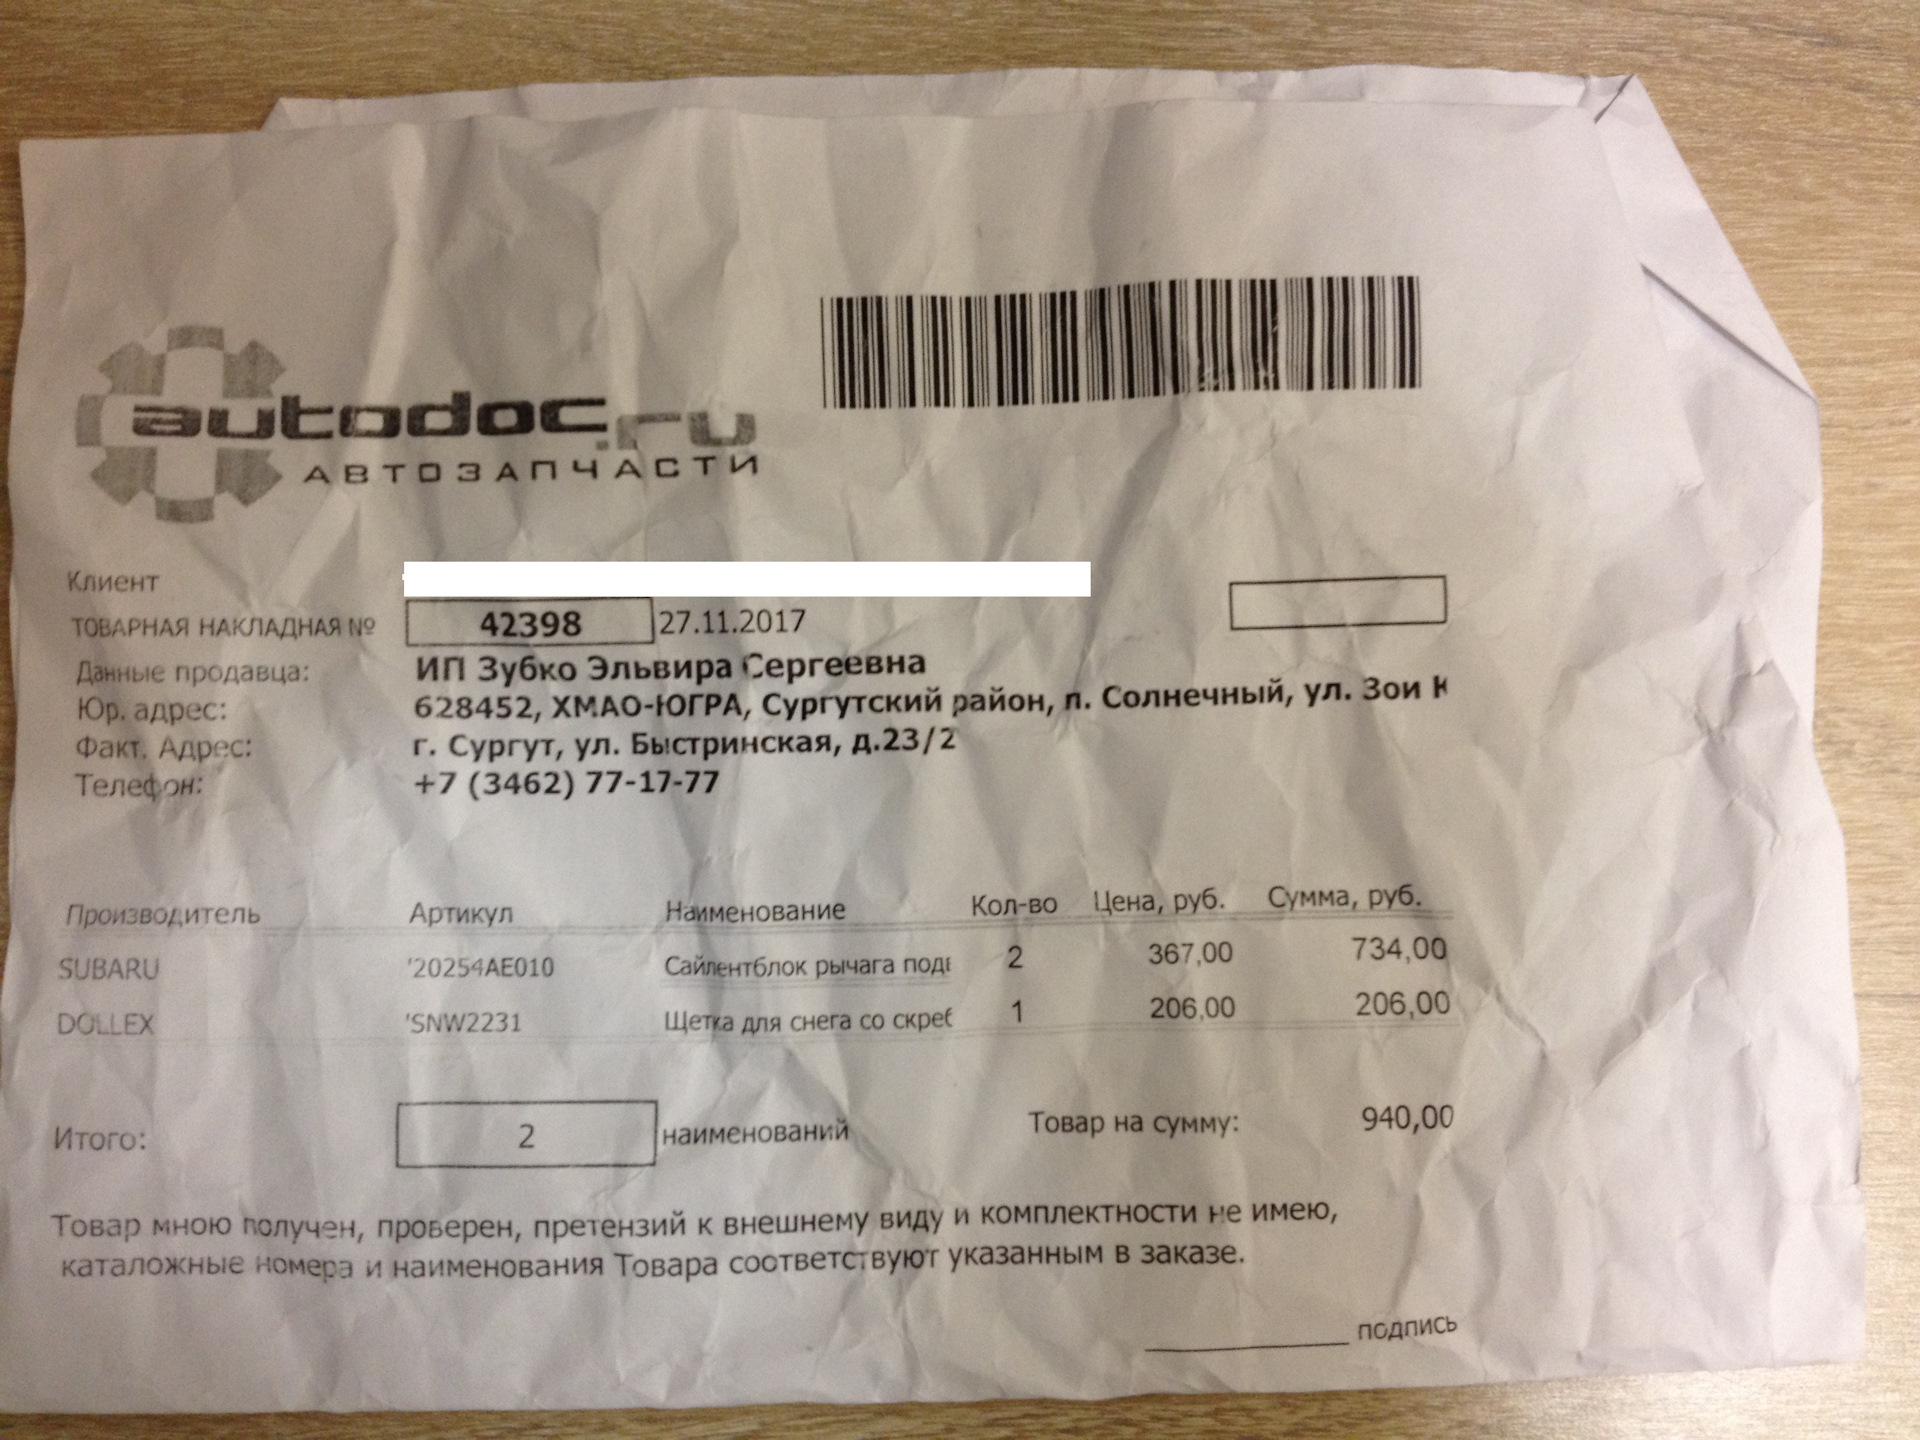 autodoc.ru
АВТОЗАПЧАСТИ
Клиент
ТОВАРНАЯ НАКЛАДНАЯ № 42398 27.11.2017
Данные продавца: ИП Зубко Эльвира Сергеевна
Юр. адрес: 628452, ХМАО-ЮГРА, Сургутский район, п. Солнечный, ул. Зои К
Факт. Адрес: г. Сургут, ул. Быстринская, д.23/2
Телефон: +7 (3462) 77-17-77
Производитель Артикул Наименование Кол-во Цена, руб. Сумма, руб.
SUBARU '20254AE010 Сайлентблок рычага подв 2 367,00 734,00
DOLLEX 'SNW2231 Щетка для снега со скреб 1 206,00 206,00
Итого: 2 наименований Товар на сумму: 940,00
Товар мною получен, проверен, претензий к внешнему виду и комплектности не имею,
каталожные номера и наименования Товара соответствуют указанным в заказе.
подпись